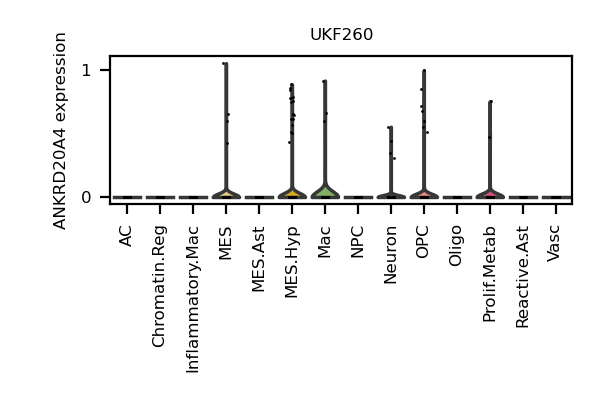 UKF260
ANKRD20A4 expression
1
0
AC
Chromatin.Reg
Inflammatory.Mac
MES
MES.Ast
MES.Hyp
Mac
NPC
Neuron
OPC
Oligo
Prolif.Metab
Reactive.Ast
Vasc